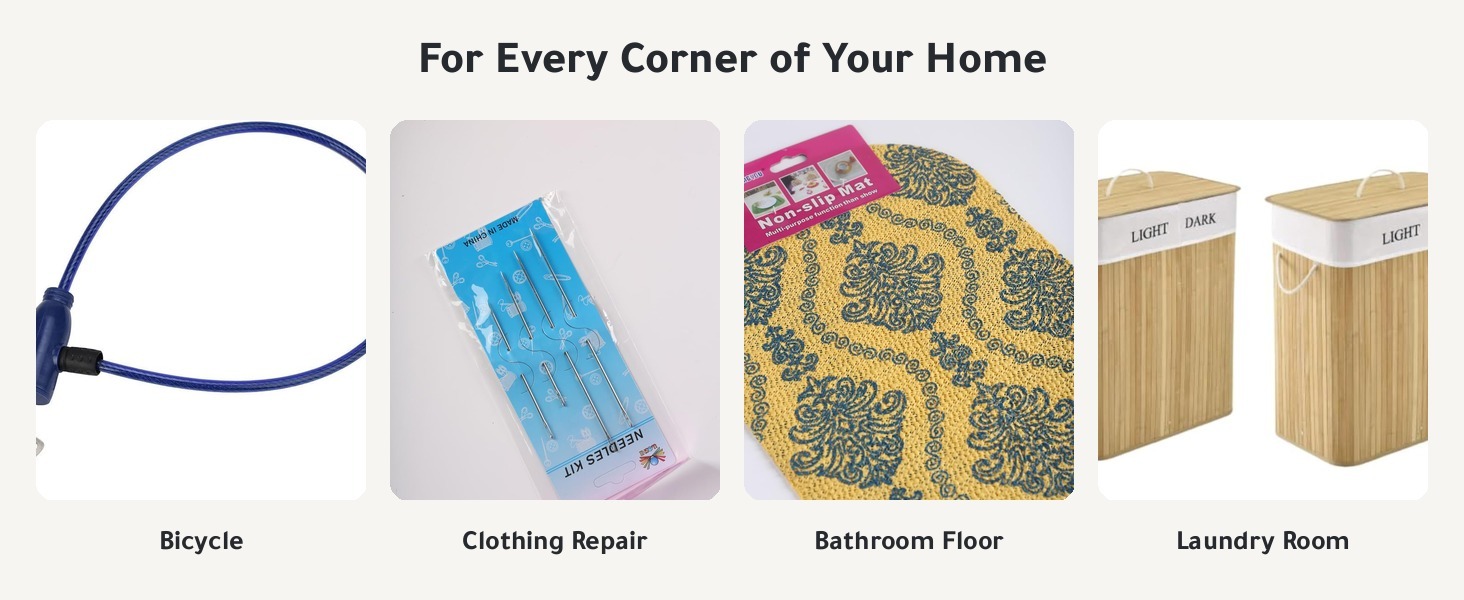 For Every Corner of Your Home
MADE IN CHINA
NEEDLES KIT
Non-slip Mat
Multi-purpose function than show
LIGHT DARK
LIGHT
Bicycle
Clothing Repair
Bathroom Floor
Laundry Room